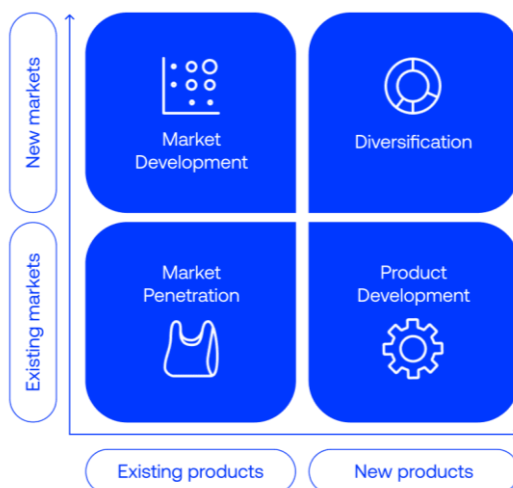 New markets
Market
Development
Diversification
Existing markets
Market
Penetration
Product
Development
Existing products
New products